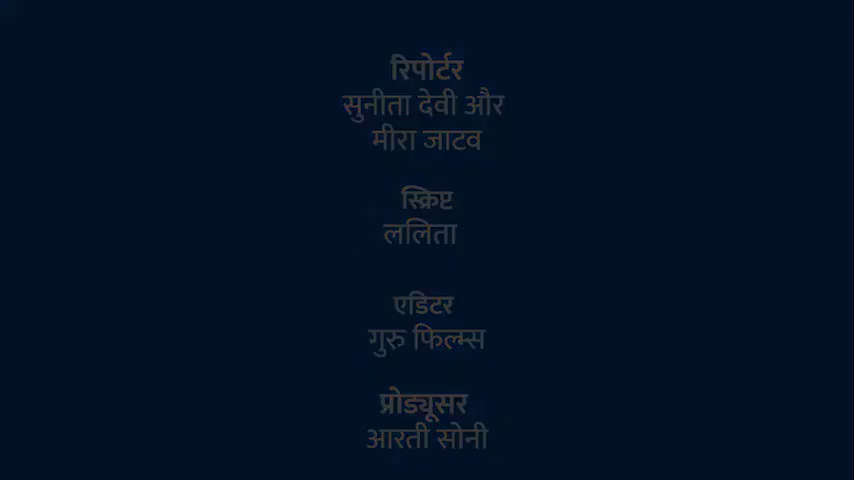 रिपोर्टर
सुनीता देवी और
मीरा जाटव
स्क्रिप्ट
ललिता
एडिटर
गुरु फिल्म्स
प्रोड्यूसर
आरती सोनी